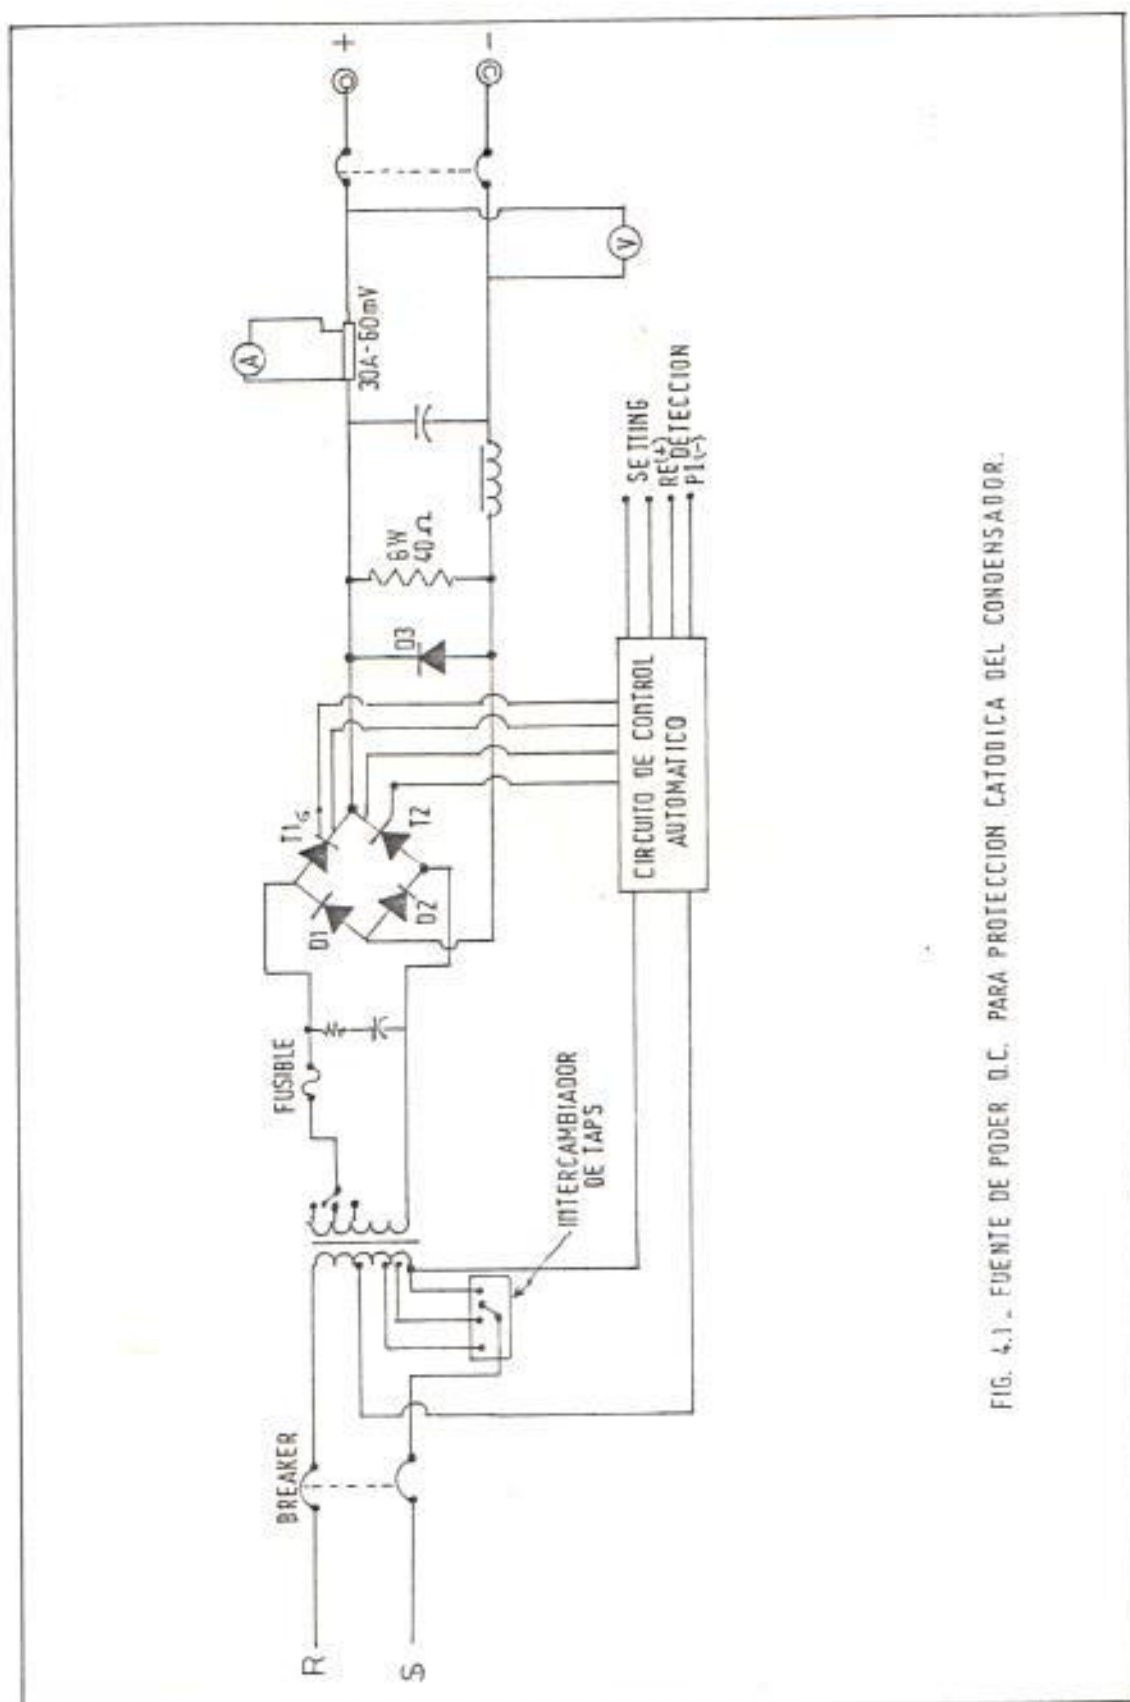 R
S
BREAKER
INTERCAMBIADOR
DE TAPS
FUSIBLE
D1
T1
G
D2
T2
D3
6W
40Ω
30A-60mV
A
V
+
-
CIRCUITO DE CONTROL
AUTOMATICO
SETTING
RE(+)
DETECCION
P1(-)
FIG. 4.1.- FUENTE DE PODER D.C. PARA PROTECCION CATODICA DEL CONDENSADOR.